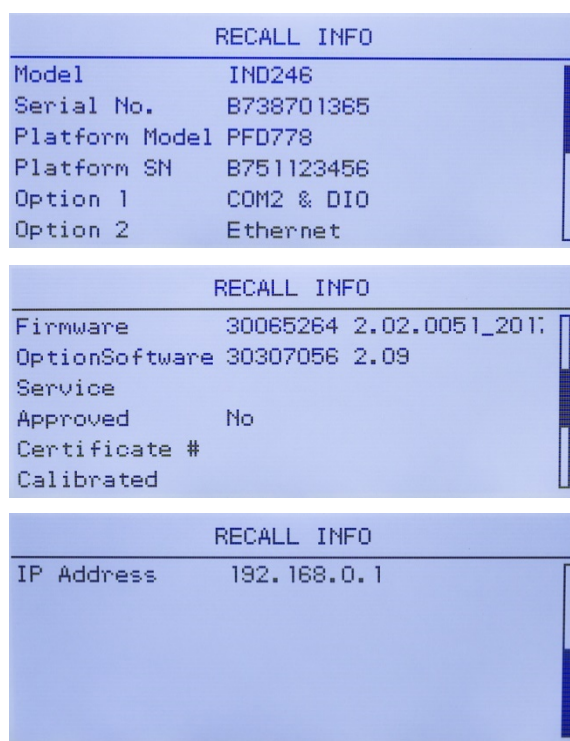 RECALL INFO
Model IND246
Serial No. B738701365
Platform Model PFD778
Platform SN B751123456
Option 1 COM2 & DIO
Option 2 Ethernet
RECALL INFO
Firmware 30065264 2.02.0051_201
OptionSoftware 30307056 2.09
Service
Approved No
Certificate #
Calibrated
RECALL INFO
IP Address 192.168.0.1